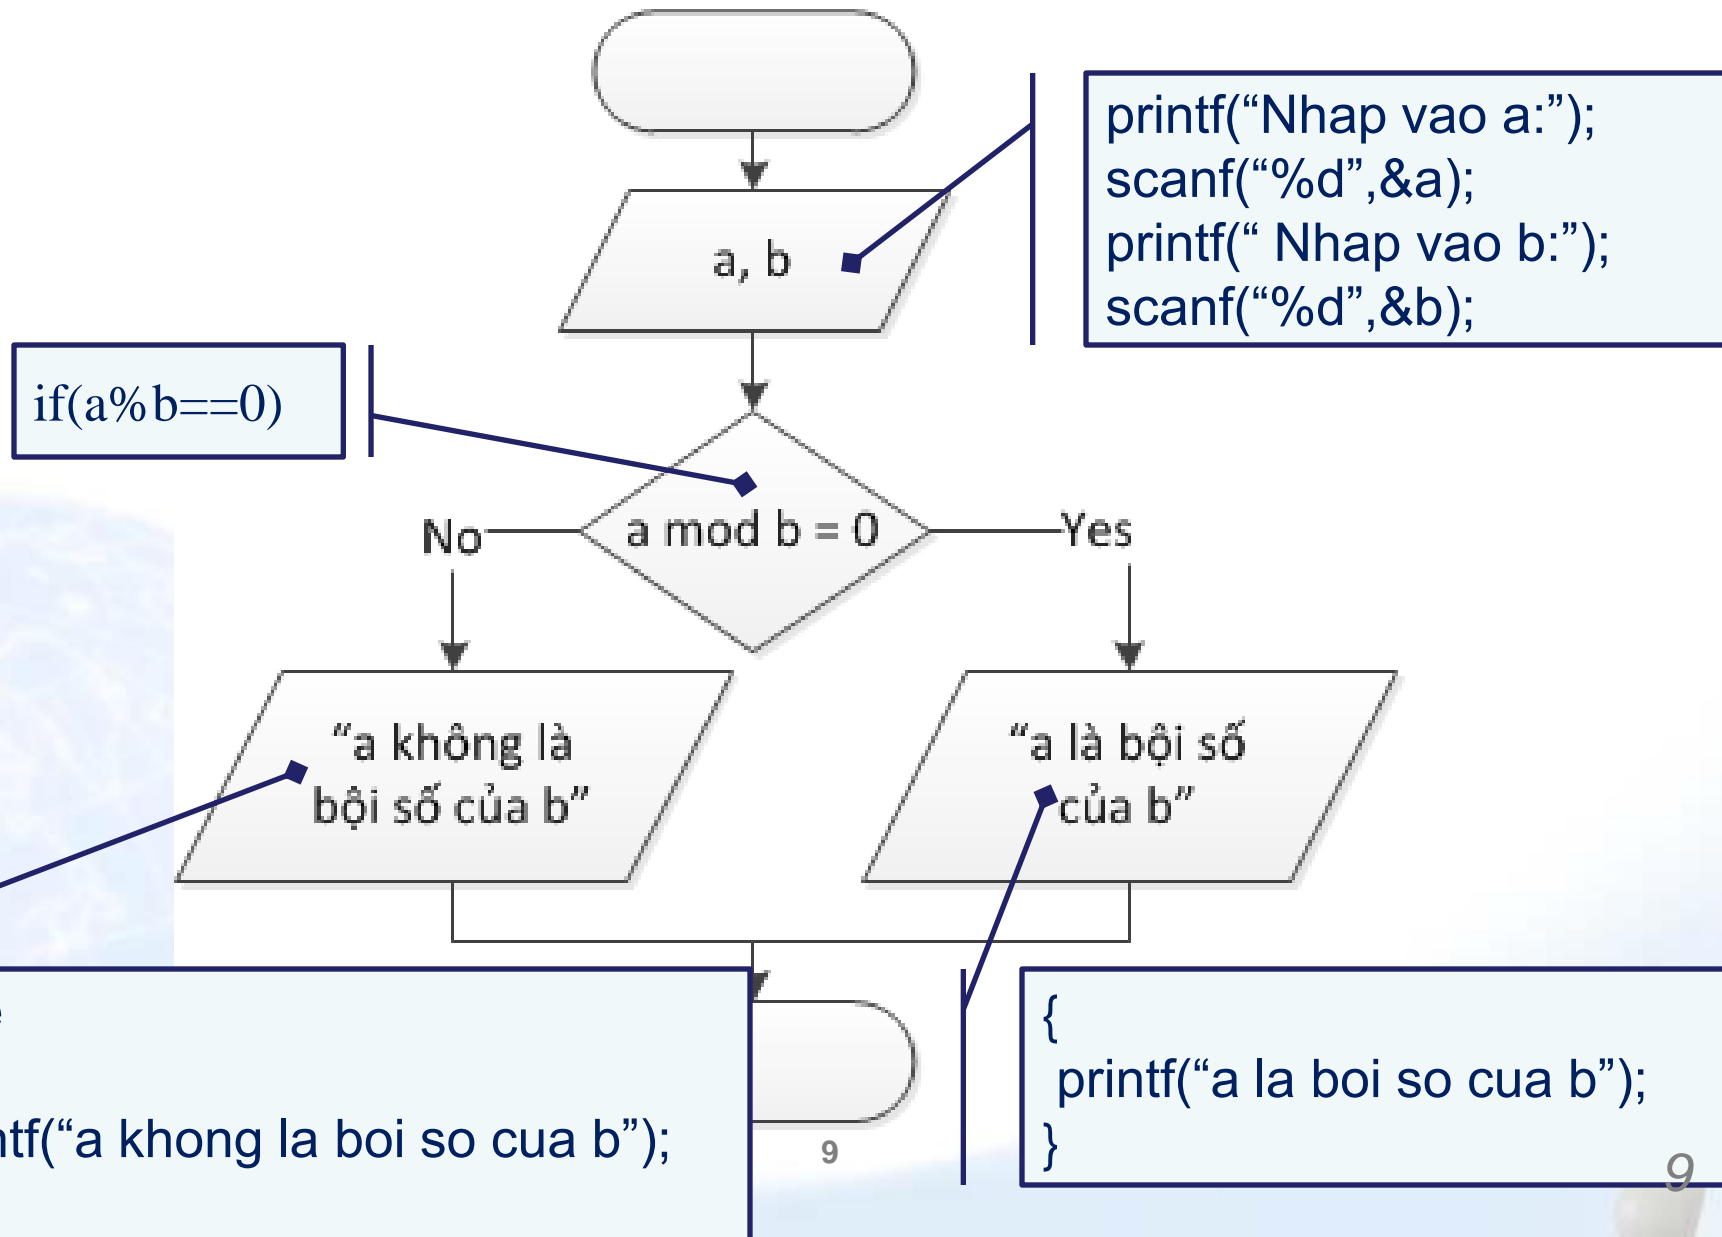 printf(“Nhap vao a:”);
scanf(“%d”,&a);
printf(“ Nhap vao b:”);
scanf(“%d”,&b);
a, b
if(a%b==0)
a mod b = 0
No
Yes
“a không là
bội số của b”
“a là bội số
của b”
“a khong la boi so cua b”);
{
printf(“a la boi so cua b”);
}
9
9